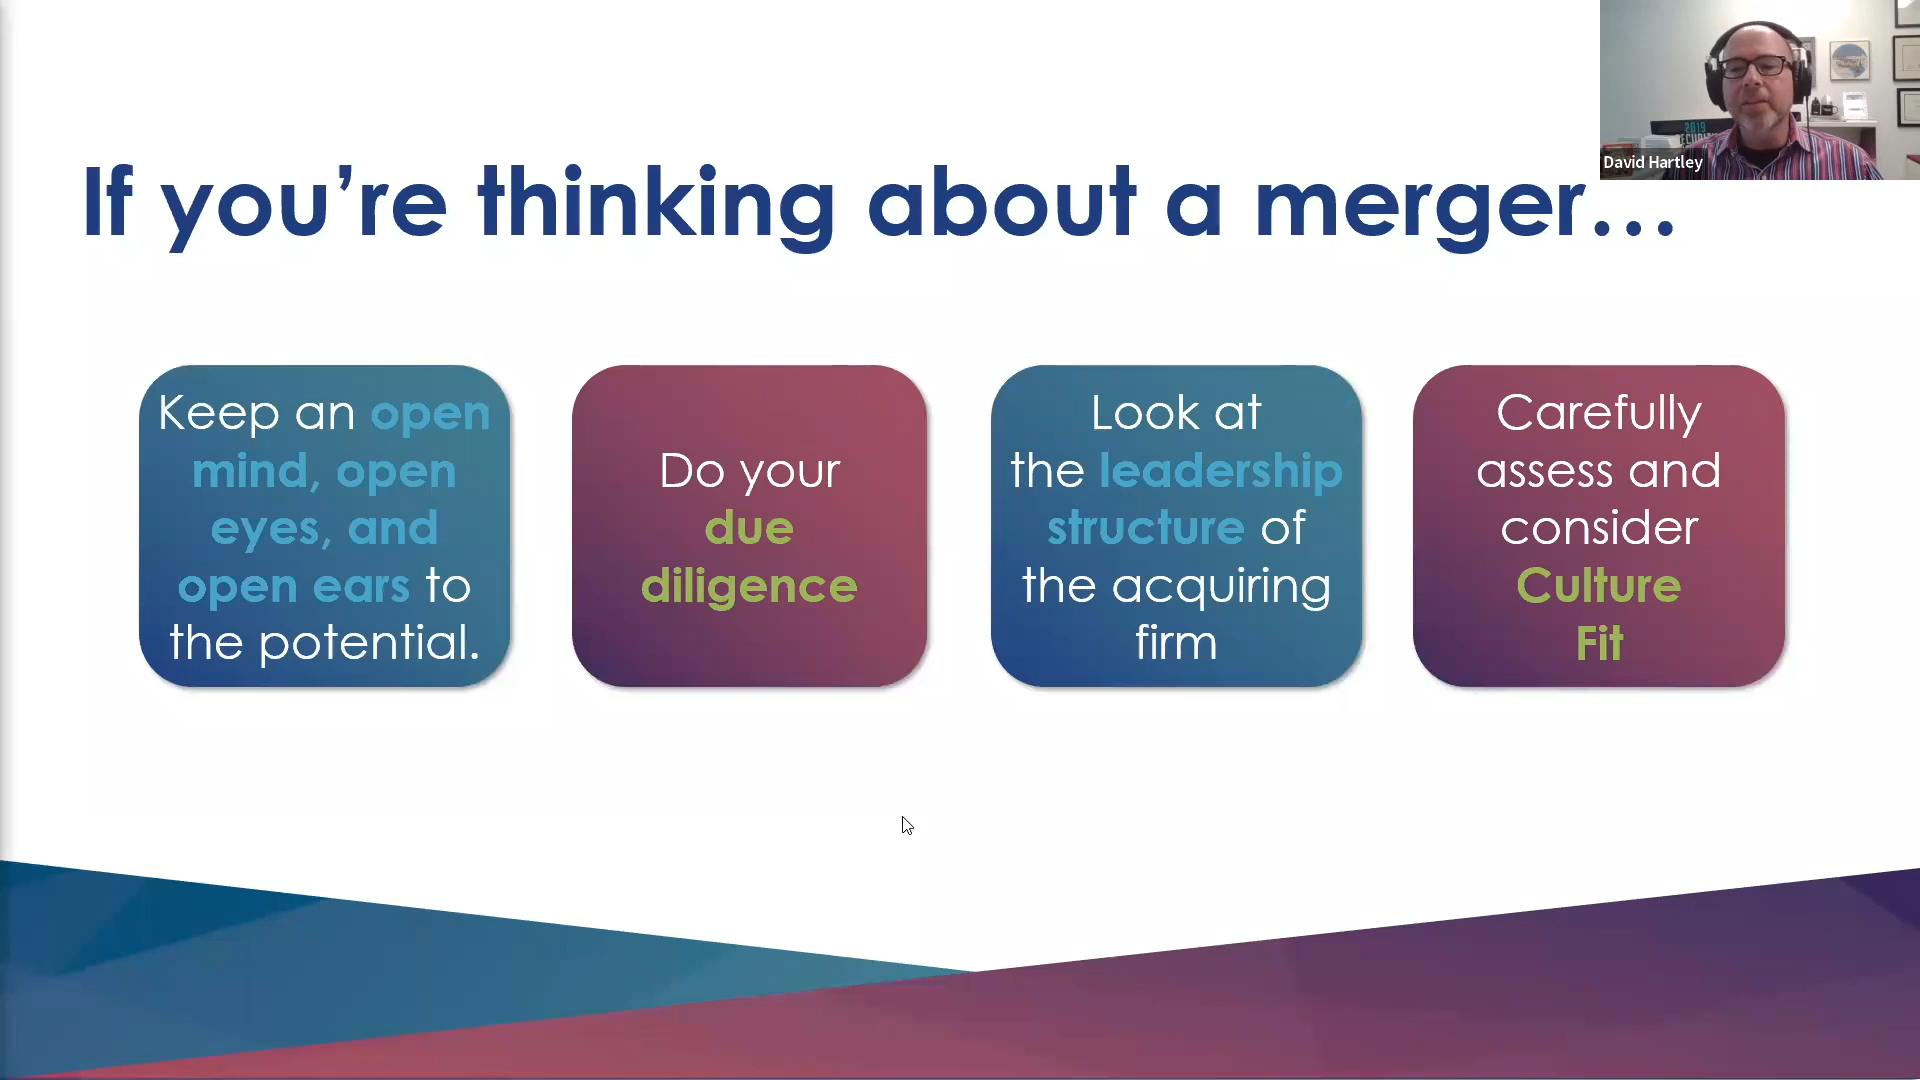 David Hartley
2019
If you’re thinking about a merger…
Keep an open
mind, open
eyes, and
open ears to
the potential.
Do your
due
diligence
Look at
the leadership
structure of
the acquiring
firm
Carefully
assess and
consider
Culture
Fit